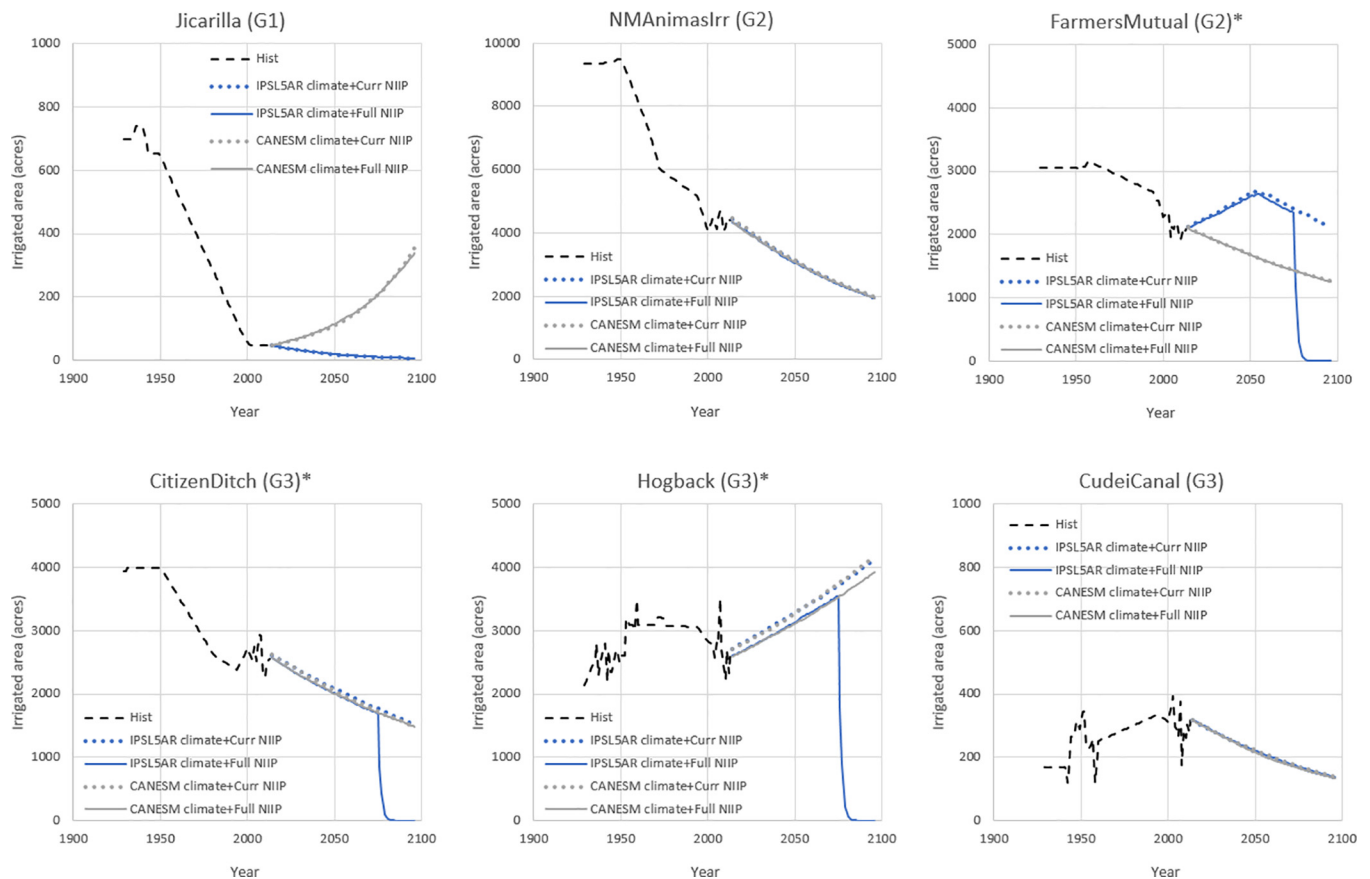 Jicarilla (G1)
Irrigated area (acres)
1000
800
600
400
200
0
Hist
IPSL5AR climate+Curr NIIP
IPSL5AR climate+Full NIIP
CANESM climate+Curr NIIP
CANESM climate+Full NIIP
1900 1950 2000 2050 2100
Year
NMAnimasIrr (G2)
Irrigated area (acres)
10000
8000
6000
4000
2000
0
Hist
IPSL5AR climate+Curr NIIP
IPSL5AR climate+Full NIIP
CANESM climate+Curr NIIP
CANESM climate+Full NIIP
1900 1950 2000 2050 2100
Year
FarmersMutual (G2)*
Irrigated area (acres)
5000
4000
3000
2000
1000
0
Hist
IPSL5AR climate+Curr NIIP
IPSL5AR climate+Full NIIP
CANESM climate+Curr NIIP
CANESM climate+Full NIIP
1900 1950 2000 2050 2100
Year
CitizenDitch (G3)*
Irrigated area (acres)
5000
4000
3000
2000
1000
0
Hist
IPSL5AR climate+Curr NIIP
IPSL5AR climate+Full NIIP
CANESM climate+Curr NIIP
CANESM climate+Full NIIP
1900 1950 2000 2050 2100
Year
Hogback (G3)*
Irrigated area (acres)
5000
4000
3000
2000
1000
0
Hist
IPSL5AR climate+Curr NIIP
IPSL5AR climate+Full NIIP
CANESM climate+Curr NIIP
CANESM climate+Full NIIP
1900 1950 2000 2050 2100
Year
CudeiCanal (G3)
Irrigated area (acres)
1000
800
600
400
200
0
Hist
IPSL5AR climate+Curr NIIP
IPSL5AR climate+Full NIIP
CANESM climate+Curr NIIP
CANESM climate+Full NIIP
1900 1950 2000 2050 2100
Year